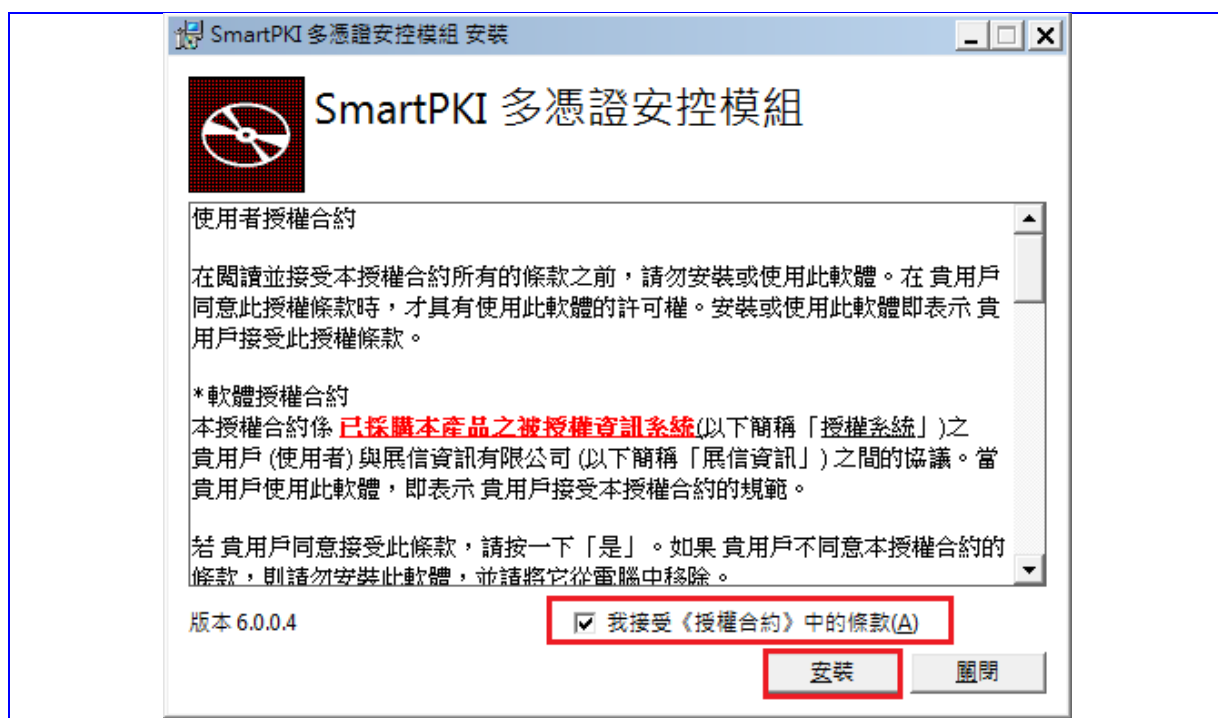 SmartPKI 多憑證安控模組 安裝
SmartPKI 多憑證安控模組
使用者授權合約
在閱讀並接受本授權合約所有的條款之前,請勿安裝或使用此軟體。在 貴用戶
同意此授權條款時,才具有使用此軟體的許可權。安裝或使用此軟體即表示 貴
用戶接受此授權條款。
*軟體授權合約
本授權合約係 已採購本產品之被授權資訊系統(以下簡稱「授權系統」)之
貴用戶 (使用者) 與展信資訊有限公司 (以下簡稱「展信資訊」) 之間的協議。當
貴用戶使用此軟體,即表示 貴用戶接受本授權合約的規範。
若 貴用戶同意接受此條款,請按一下「是」。如果 貴用戶不同意本授權合約的
條款,則請勿安裝此軟體,並請將它從電腦中移除。
版本 6.0.0.4
我接受《授權合約》中的條款(A)
安裝
關閉